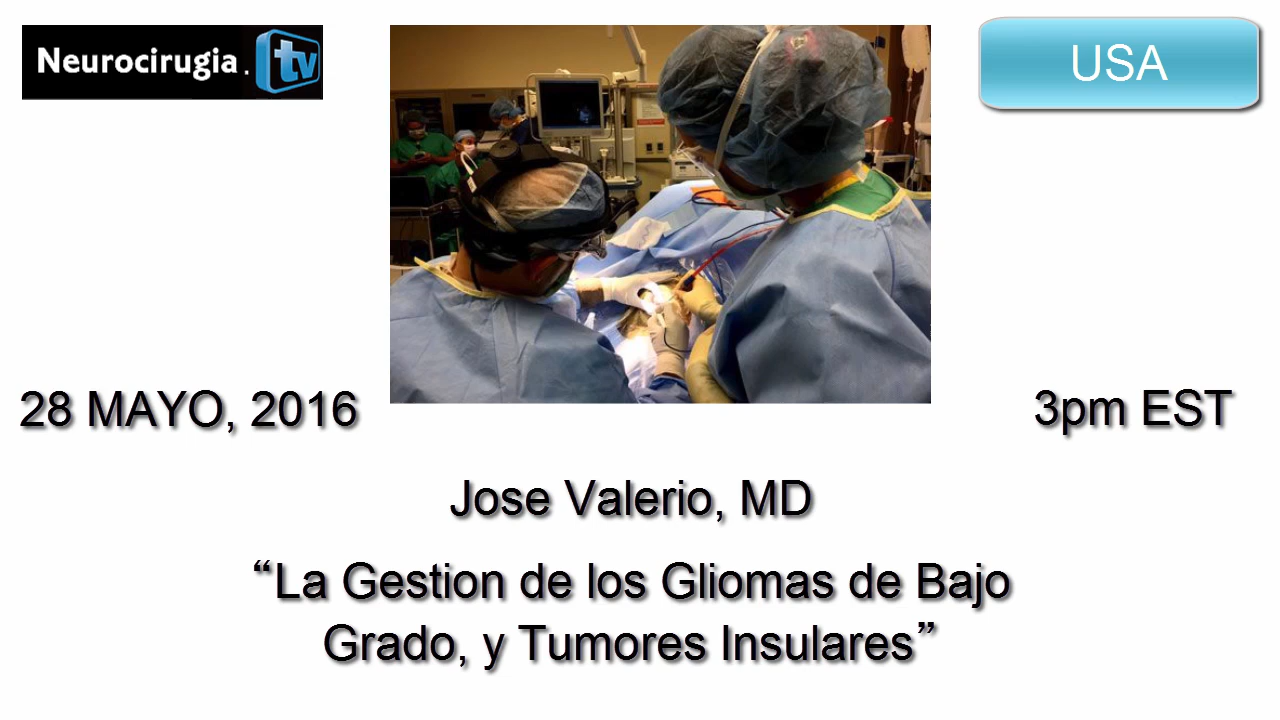 Neurocirugia.tv
USA
28 MAYO, 2016
3pm EST
Jose Valerio, MD
“La Gestion de los Gliomas de Bajo
Grado, y Tumores Insulares”